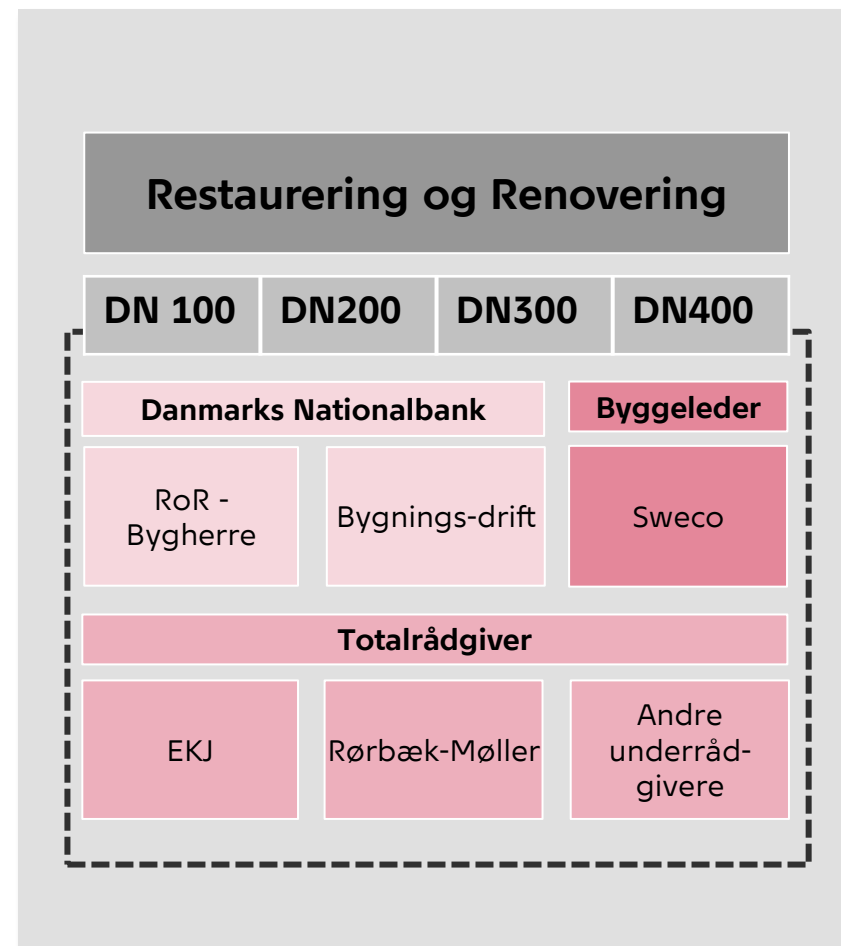 Restaurering og Renovering
DN 100
DN200
DN300
DN400
Danmarks Nationalbank
Byggeleder
RoR -
Bygherre
Bygnings-drift
Sweco
Totalrådgiver
EKJ
Rørbæk-Møller
Andre
underråd-
givere